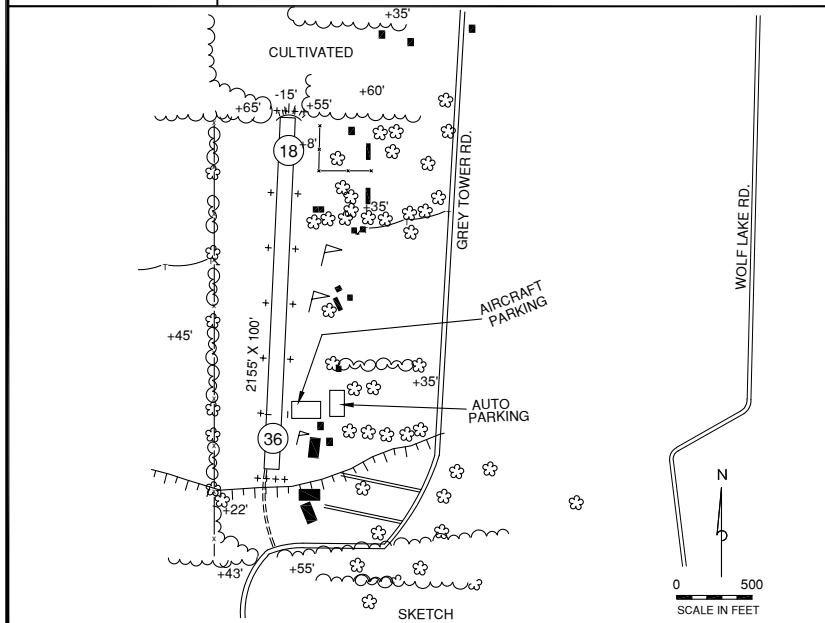 +35'
CULTIVATED
-15'
+65'
+55'
+60'
18
+8'
+35'
GREY TOWER RD.
WOLF LAKE RD.
T
T
+45'
2155' X 100'
AIRCRAFT
PARKING
+35'
AUTO
PARKING
36
N
+22'
+43'
+55'
0 500
SCALE IN FEET
SKETCH